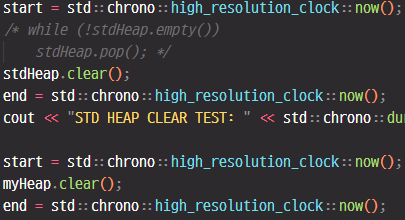 start = std::chrono::high_resolution_clock::now();
/* while (!stdHeap.empty())
stdHeap.pop(); */
stdHeap.clear();
end = std::chrono::high_resolution_clock::now();
cout << "STD HEAP CLEAR TEST: " << std::chrono::du
start = std::chrono::high_resolution_clock::now();
myHeap.clear();
end = std::chrono::high_resolution_clock::now();